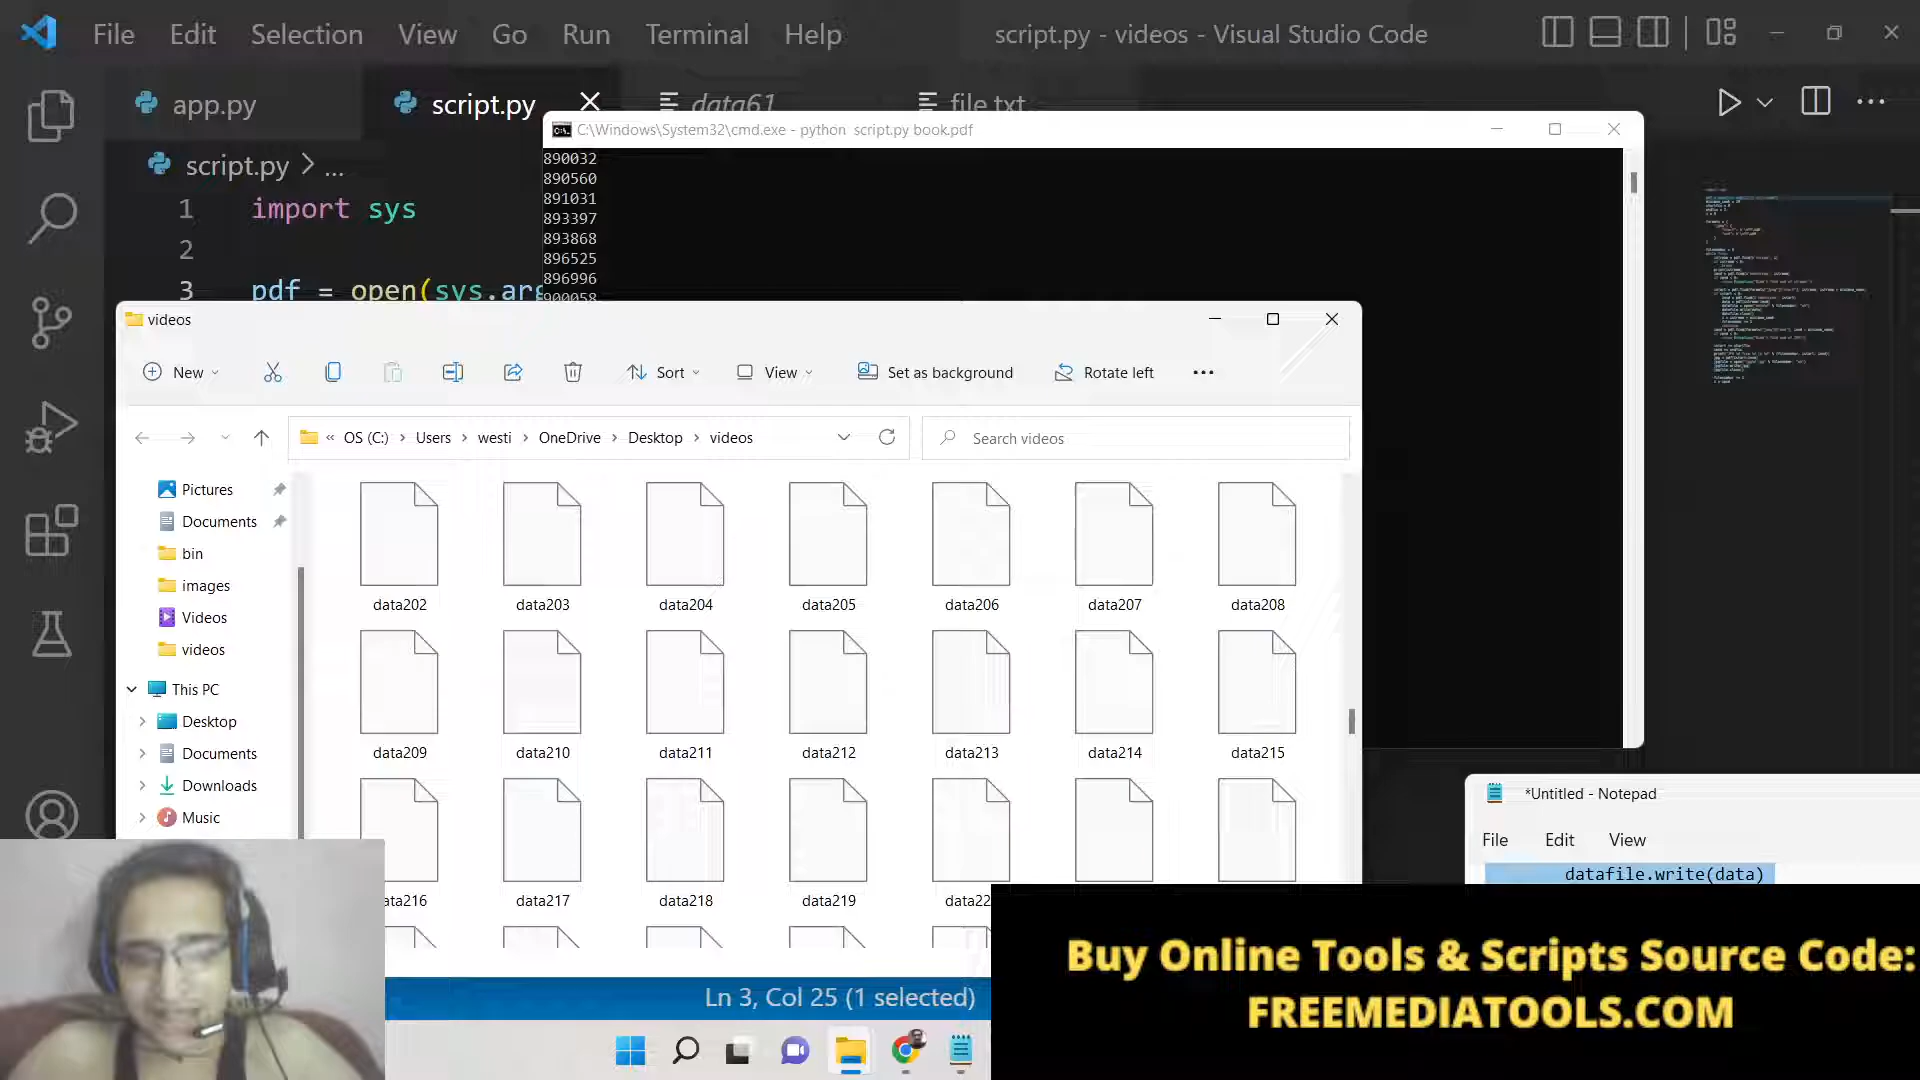 File Edit Selection View Go Run Terminal Help script.py - videos - Visual Studio Code
app.py script.py data61 file.txt
C:\Windows\System32\cmd.exe - python script.py book.pdf
script.py > ...
890032
890560
891031
893397
893868
896525
896996
900058
1 import sys
2
3 pdf = open(sys.arg
videos
New Sort View Set as background Rotate left
« OS (C:) > Users > westi > OneDrive > Desktop > videos
Search videos
Pictures
Documents
bin
images
Videos
videos
This PC
Desktop
Documents
Downloads
Music
data202 data203 data204 data205 data206 data207 data208
data209 data210 data211 data212 data213 data214 data215
ata216 data217 data218 data219 data22
*Untitled - Notepad
File Edit View
datafile.write(data)
Ln 3, Col 25 (1 selected)
Buy Online Tools & Scripts Source Code:
FREEMEDIATOOLS.COM